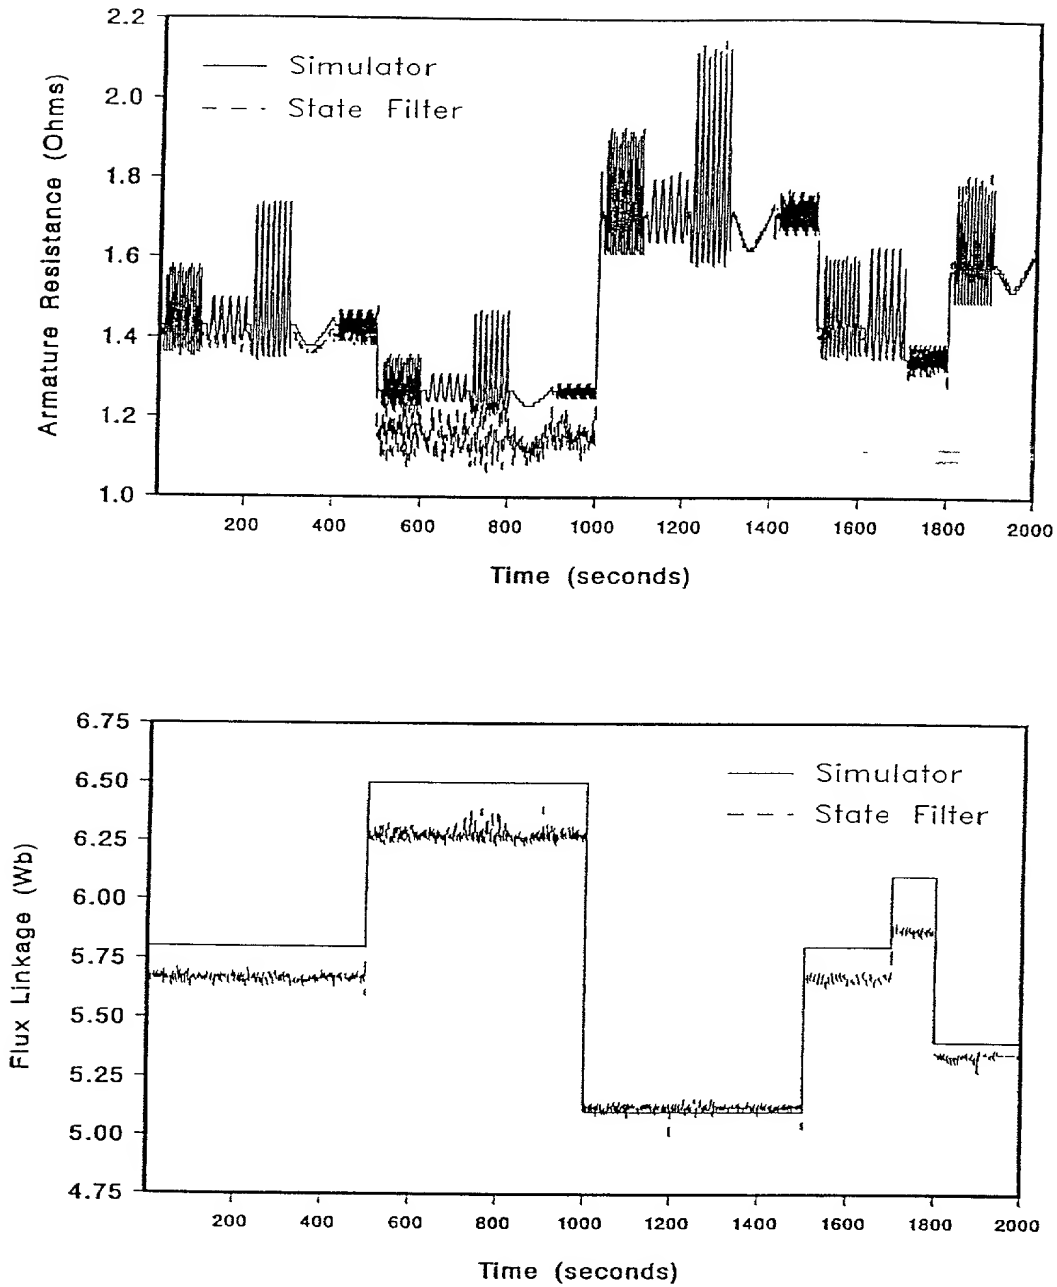 2.2
2.0
1.8
1.6
1.4
1.2
1.0
Armature Resistance (Ohms)
Simulator
State Filter
200 400 600 800 1000 1200 1400 1600 1800 2000
Time (seconds)
6.75
6.50
6.25
6.00
5.75
5.50
5.25
5.00
4.75
Flux Linkage (Wb)
Simulator
State Filter
200 400 600 800 1000 1200 1400 1600 1800 2000
Time (seconds)